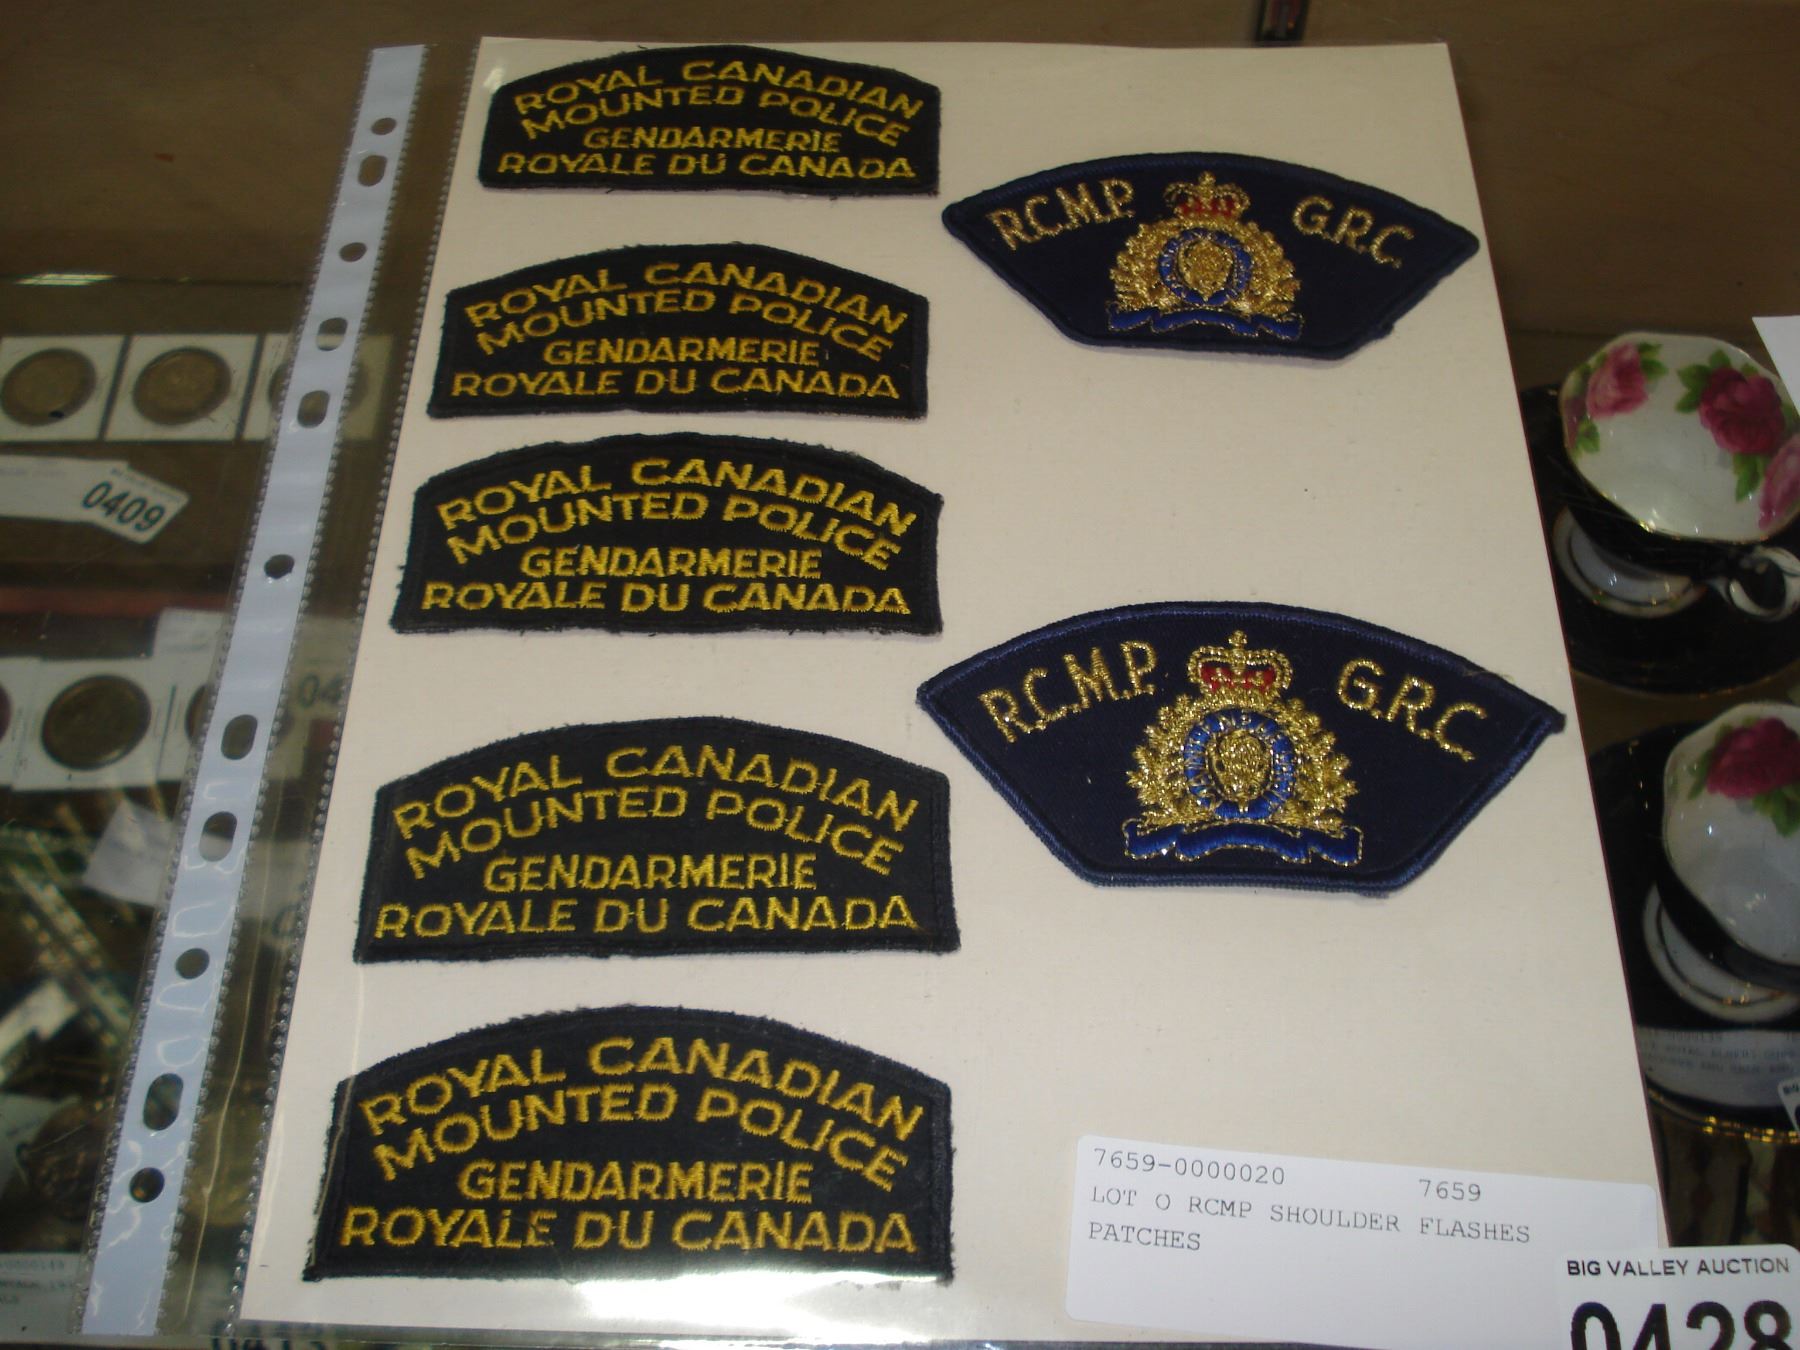 ROYAL CANADIAN
MOUNTED POLICE
GENDARMERIE
ROYALE DU CANADA
ROYAL CANADIAN
MOUNTED POLICE
GENDARMERIE
ROYALE DU CANADA
ROYAL CANADIAN
MOUNTED POLICE
GENDARMERIE
ROYALE DU CANADA
ROYAL CANADIAN
MOUNTED POLICE
GENDARMERIE
ROYALE DU CANADA
ROYAL CANADIAN
MOUNTED POLICE
GENDARMERIE
ROYALE DU CANADA
R.C.M.P. G.R.C.
R.C.M.P. G.R.C.
7659-0000020 7659
LOT O RCMP SHOULDER FLASHES
PATCHES
BIG VALLEY AUCTION
0428
0409